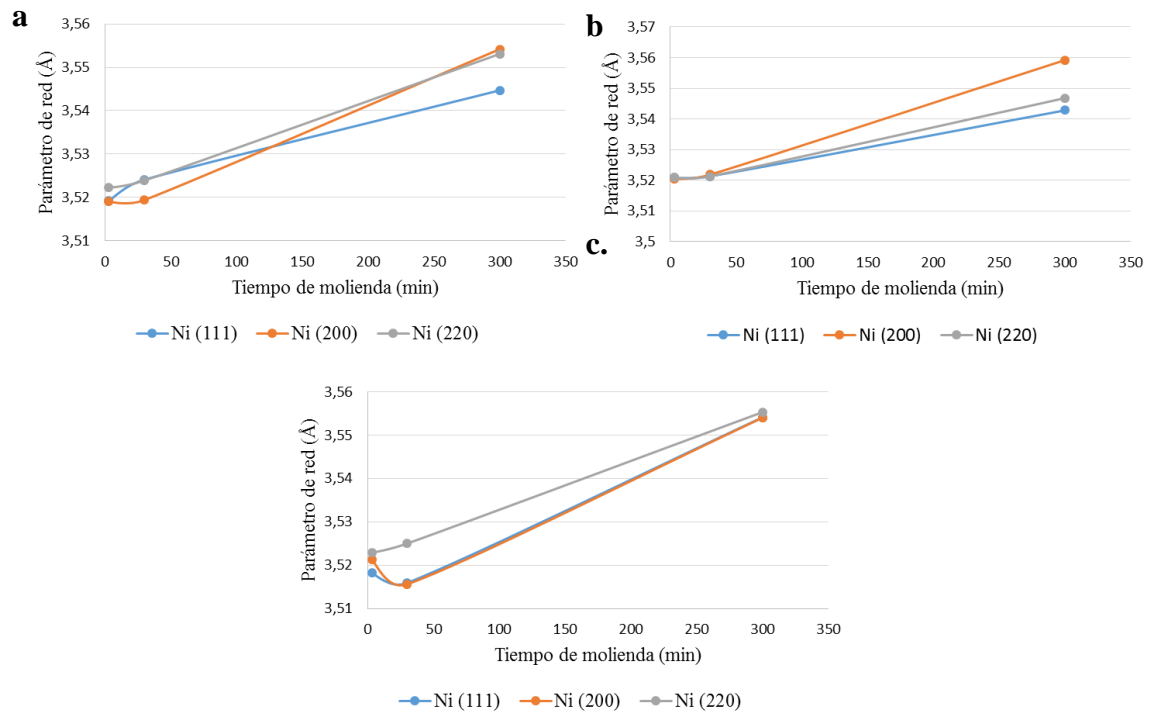 a
3,56
3,55
3,54
3,53
3,52
3,51
0 50 100 150 200 250 300 350
Parámetro de red (Å)
Tiempo de molienda (min)
Ni (111) Ni (200) Ni (220)
b
3,57
3,56
3,55
3,54
3,53
3,52
3,51
3,5
0 50 100 150 200 250 300 350
Parámetro de red (Å)
Tiempo de molienda (min)
Ni (111) Ni (200) Ni (220)
c.
3,56
3,55
3,54
3,53
3,52
3,51
0 50 100 150 200 250 300 350
Parámetro de red (Å)
Tiempo de molienda (min)
Ni (111) Ni (200) Ni (220)